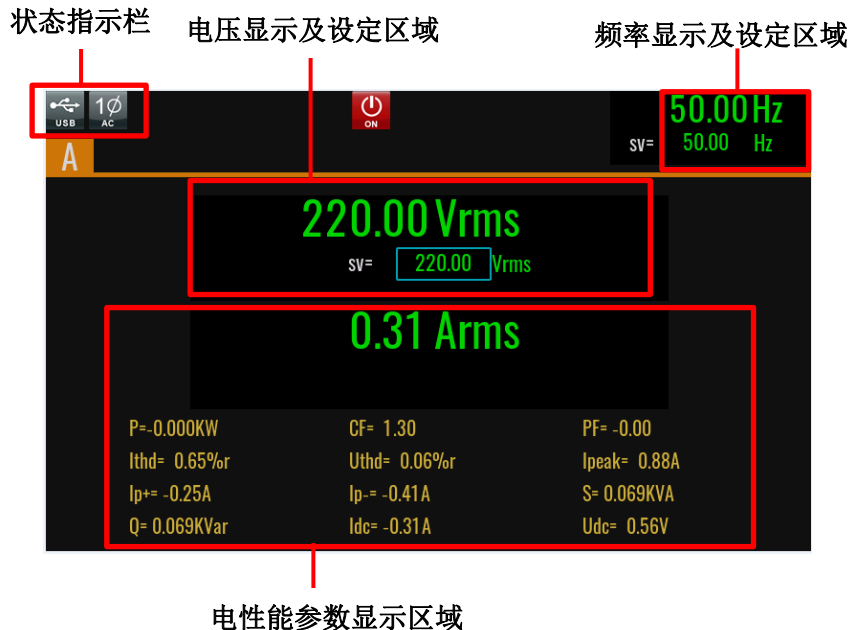 状态指示栏
电压显示及设定区域
频率显示及设定区域
USB
1Ø
AC
ON
50.00Hz
sv= 50.00 Hz
A
220.00 Vrms
sv= 220.00 Vrms
0.31 Arms
P=-0.000KW CF= 1.30 PF= -0.00
Ithd= 0.65%r Uthd= 0.06%r Ipeak= 0.88A
Ip+= -0.25A Ip-= -0.41A S= 0.069KVA
Q= 0.069KVar Idc= -0.31A Udc= 0.56V
电性能参数显示区域